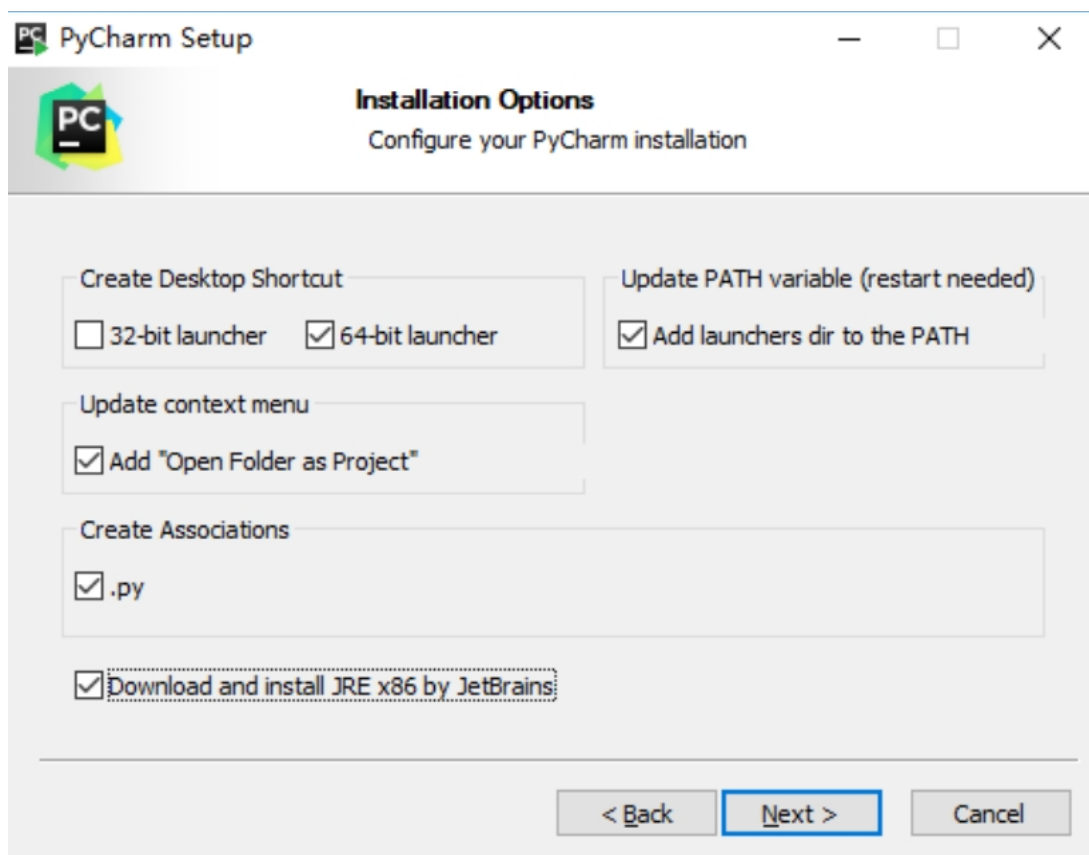 PyCharm Setup
PC
Installation Options
Configure your PyCharm installation
Create Desktop Shortcut
32-bit launcher
64-bit launcher
Update PATH variable (restart needed)
Add launchers dir to the PATH
Update context menu
Add "Open Folder as Project"
Create Associations
.py
Download and install JRE x86 by JetBrains
< Back
Next >
Cancel